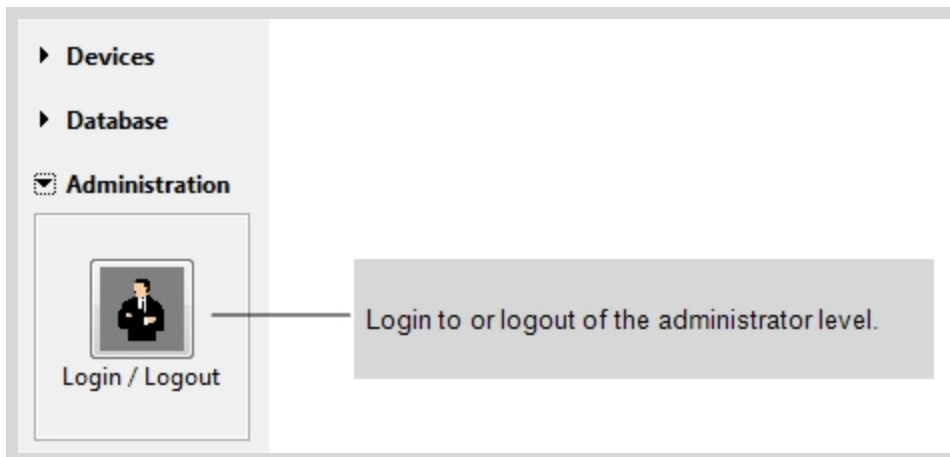 Devices
Database
Administration
Login to or logout of the administrator level.
Login / Logout